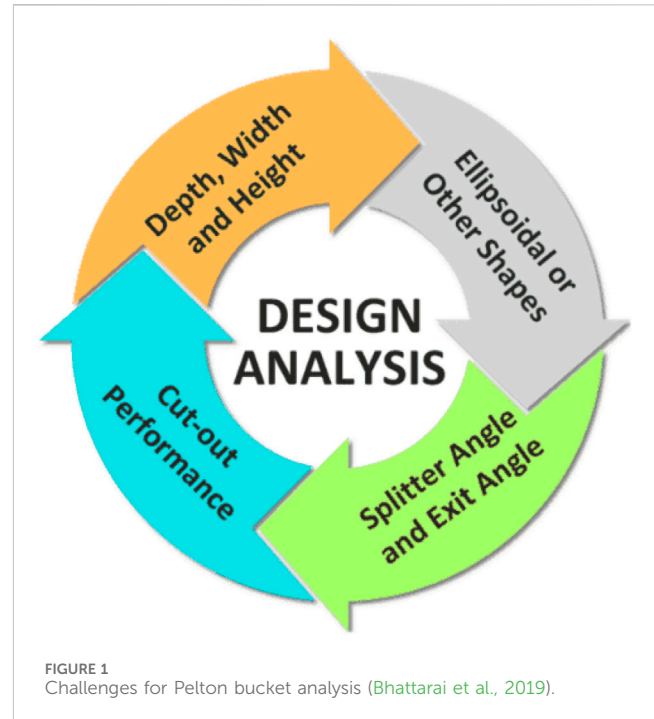 Depth, Width
and Height
Ellipsoidal or
Other Shapes
DESIGN
ANALYSIS
Splitter Angle
and Exit Angle
Cut-out
Performance
FIGURE 1
Challenges for Pelton bucket analysis (Bhattarai et al., 2019).